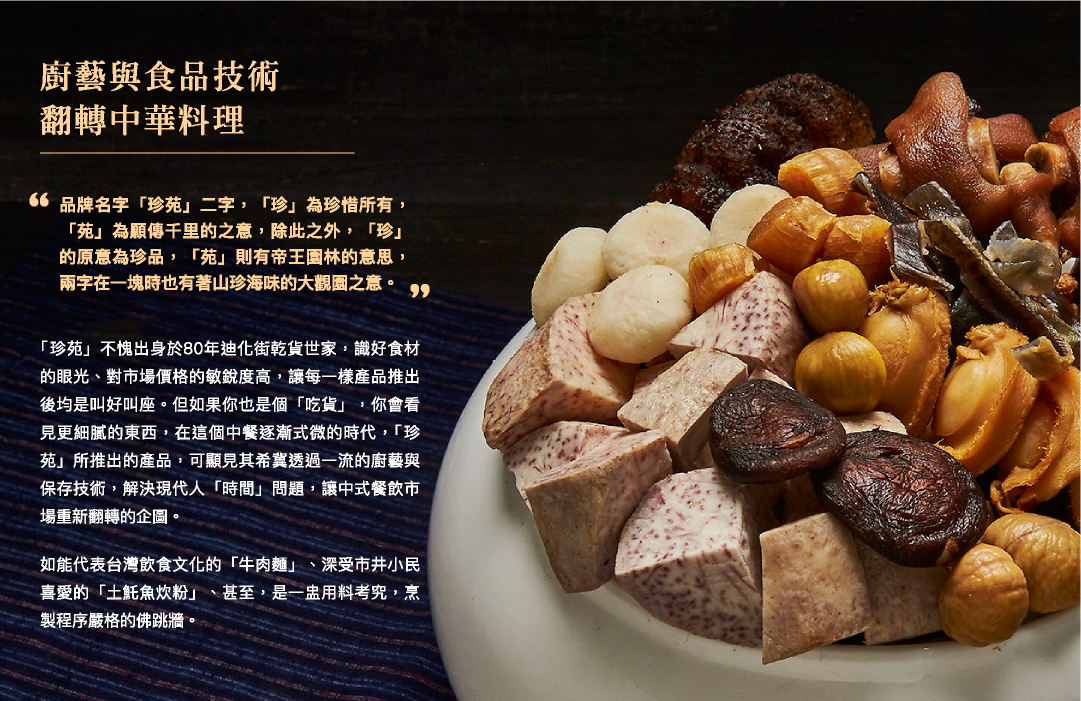 廚藝與食品技術
翻轉中華料理
“ 品牌名字「珍苑」二字，「珍」為珍惜所有，
「苑」為願傳千里的之意，除此之外，「珍」
的原意為珍品，「苑」則有帝王園林的意思，
兩字在一塊時也有著山珍海味的大觀園之意。 ”
「珍苑」不愧出身於80年迪化街乾貨世家，識好食材
的眼光、對市場價格的敏銳度高，讓每一樣產品推出
後均是叫好叫座。但如果你也是個「吃貨」，你會看
見更細膩的東西，在這個中餐逐漸式微的時代，「珍
苑」所推出的產品，可顯見其希冀透過一流的廚藝與
保存技術，解決現代人「時間」問題，讓中式餐飲市
場重新翻轉的企圖。
如能代表台灣飲食文化的「牛肉麵」、深受市井小民
喜愛的「土魠魚炊粉」、甚至，是一盅用料考究，烹
製程序嚴格的佛跳牆。